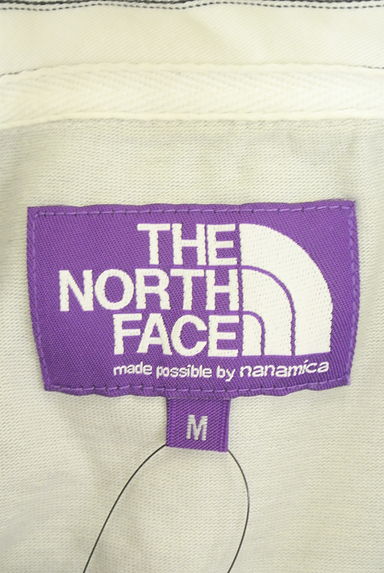 THE
NORTH
FACE
made possible by nanamica
M